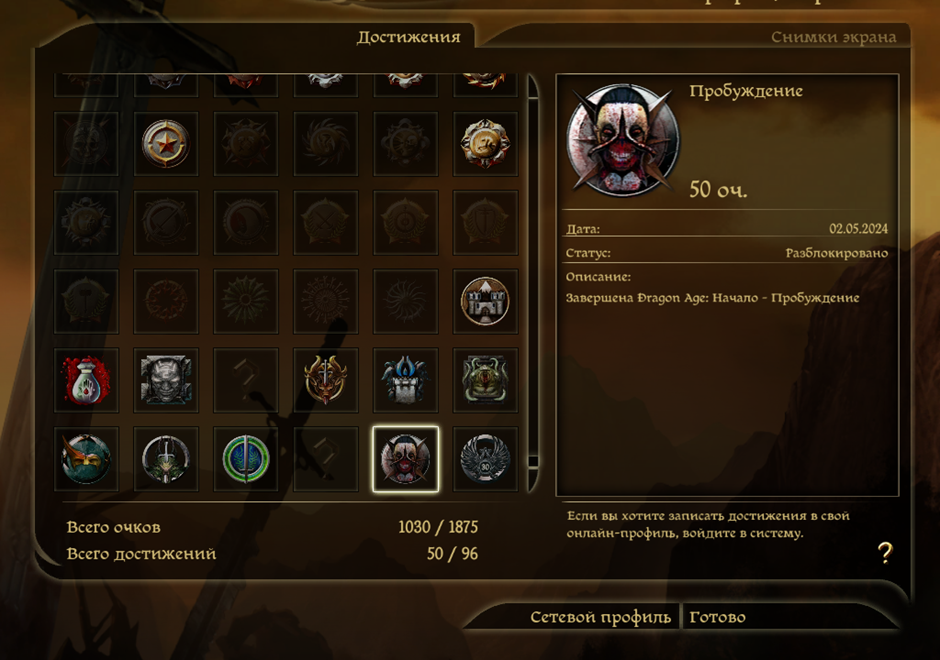 Достижения
Снимки экрана
Пробуждение
50 оч.
Дата: 02.05.2024
Статус: Разблокировано
Описание:
Завершена Dragon Age: Начало - Пробуждение
Всего очков 1030 / 1875
Всего достижений 50 / 96
Если вы хотите записать достижения в свой
онлайн-профиль, войдите в систему.
?
Сетевой профиль Готово